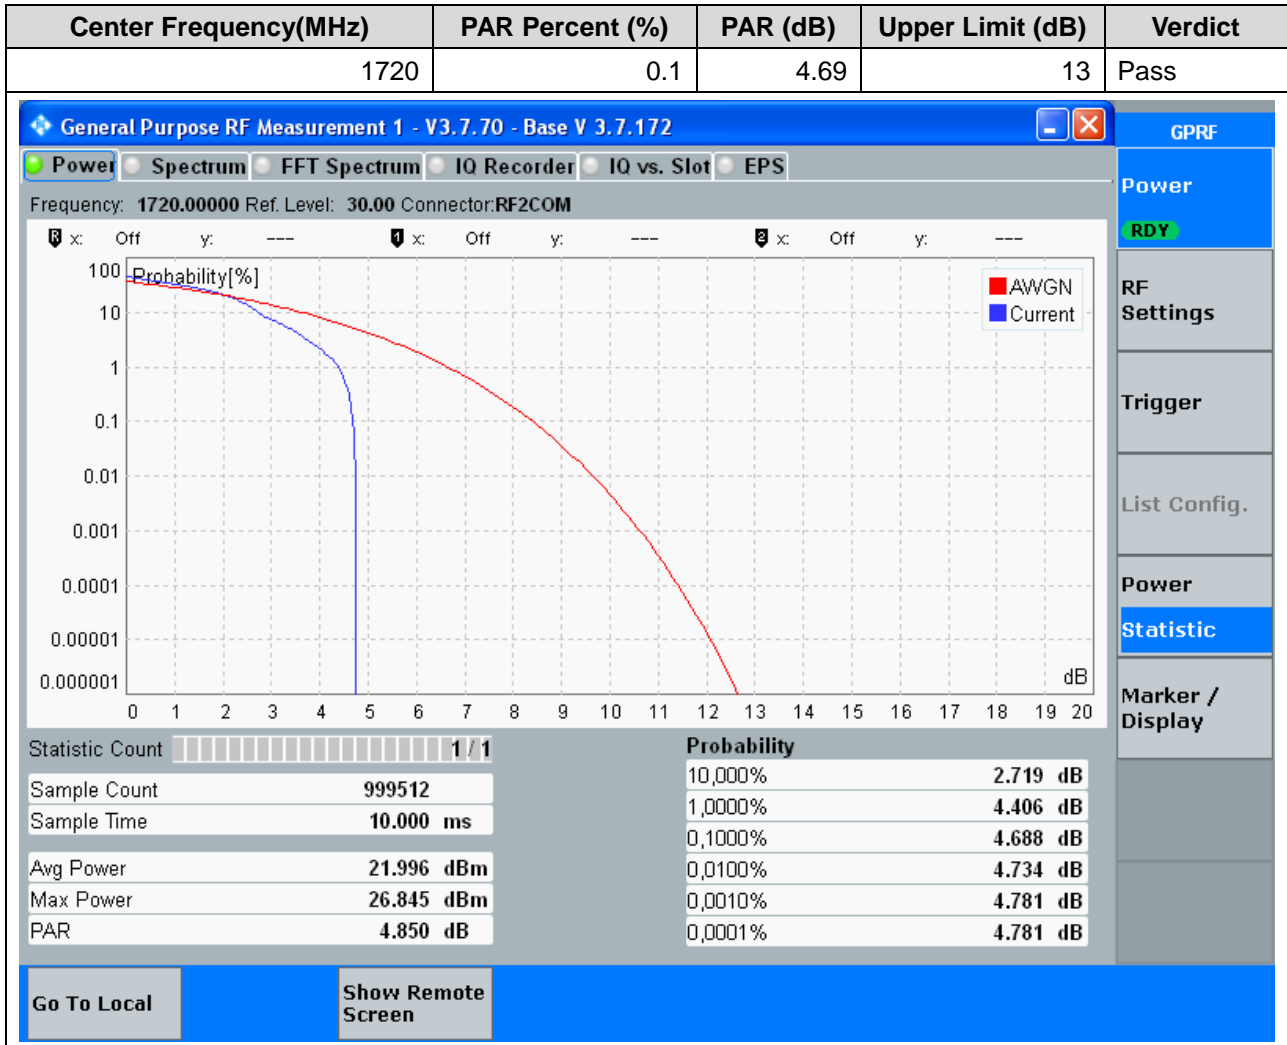 Center Frequency(MHz) PAR Percent (%) PAR (dB) Upper Limit (dB) Verdict
1720 0.1 4.69 13 Pass
General Purpose RF Measurement 1 - V3.7.70 - Base V 3.7.172
GPRF
Power Spectrum FFT Spectrum IQ Recorder IQ vs. Slot EPS
Frequency: 1720.00000 Ref. Level: 30.00 Connector:RF2COM
R x: Off y: --- 1 x: Off y: --- 2 x: Off y: ---
Probability[%]
100
10
1
0.1
0.01
0.001
0.0001
0.00001
0.000001
AWGN
Current
dB
0 1 2 3 4 5 6 7 8 9 10 11 12 13 14 15 16 17 18 19 20
Statistic Count 1 / 1
Sample Count 999512
Sample Time 10.000 ms
Avg Power 21.996 dBm
Max Power 26.845 dBm
PAR 4.850 dB
Probability
10,000% 2.719 dB
1,0000% 4.406 dB
0,1000% 4.688 dB
0,0100% 4.734 dB
0,0010% 4.781 dB
0,0001% 4.781 dB
Power
RDY
RF
Settings
Trigger
List Config.
Power
Statistic
Marker /
Display
Go To Local
Show Remote
Screen